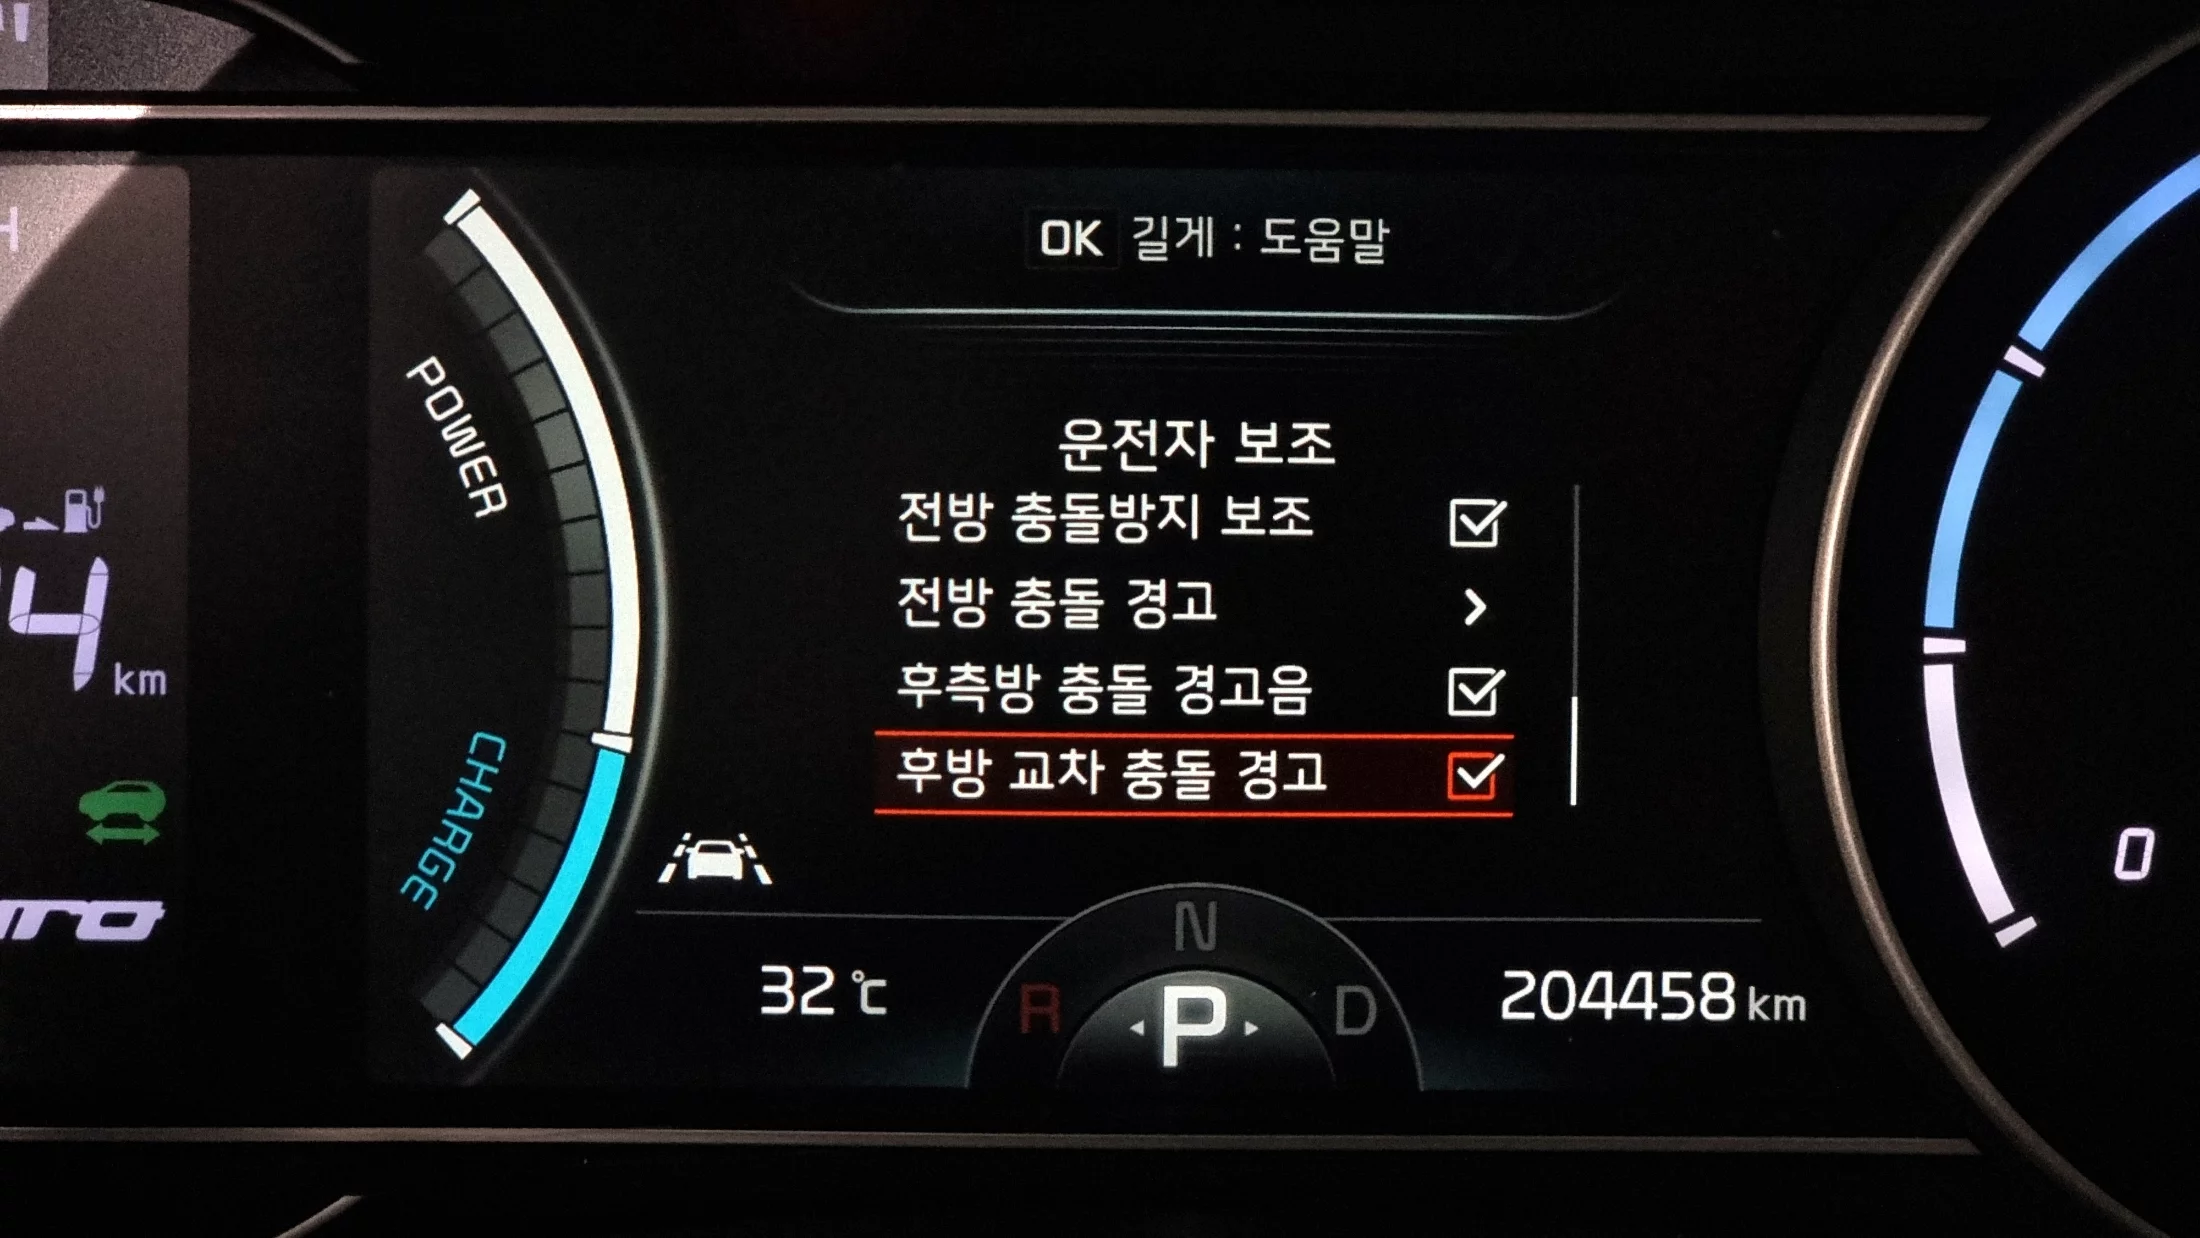 OK 길게 : 도움말
운전자 보조
전방 충돌방지 보조
전방 충돌 경고
후측방 충돌 경고음
후방 교차 충돌 경고
POWER
CHARGE
km
N
R
P
D
32 ℃
204458 km
0